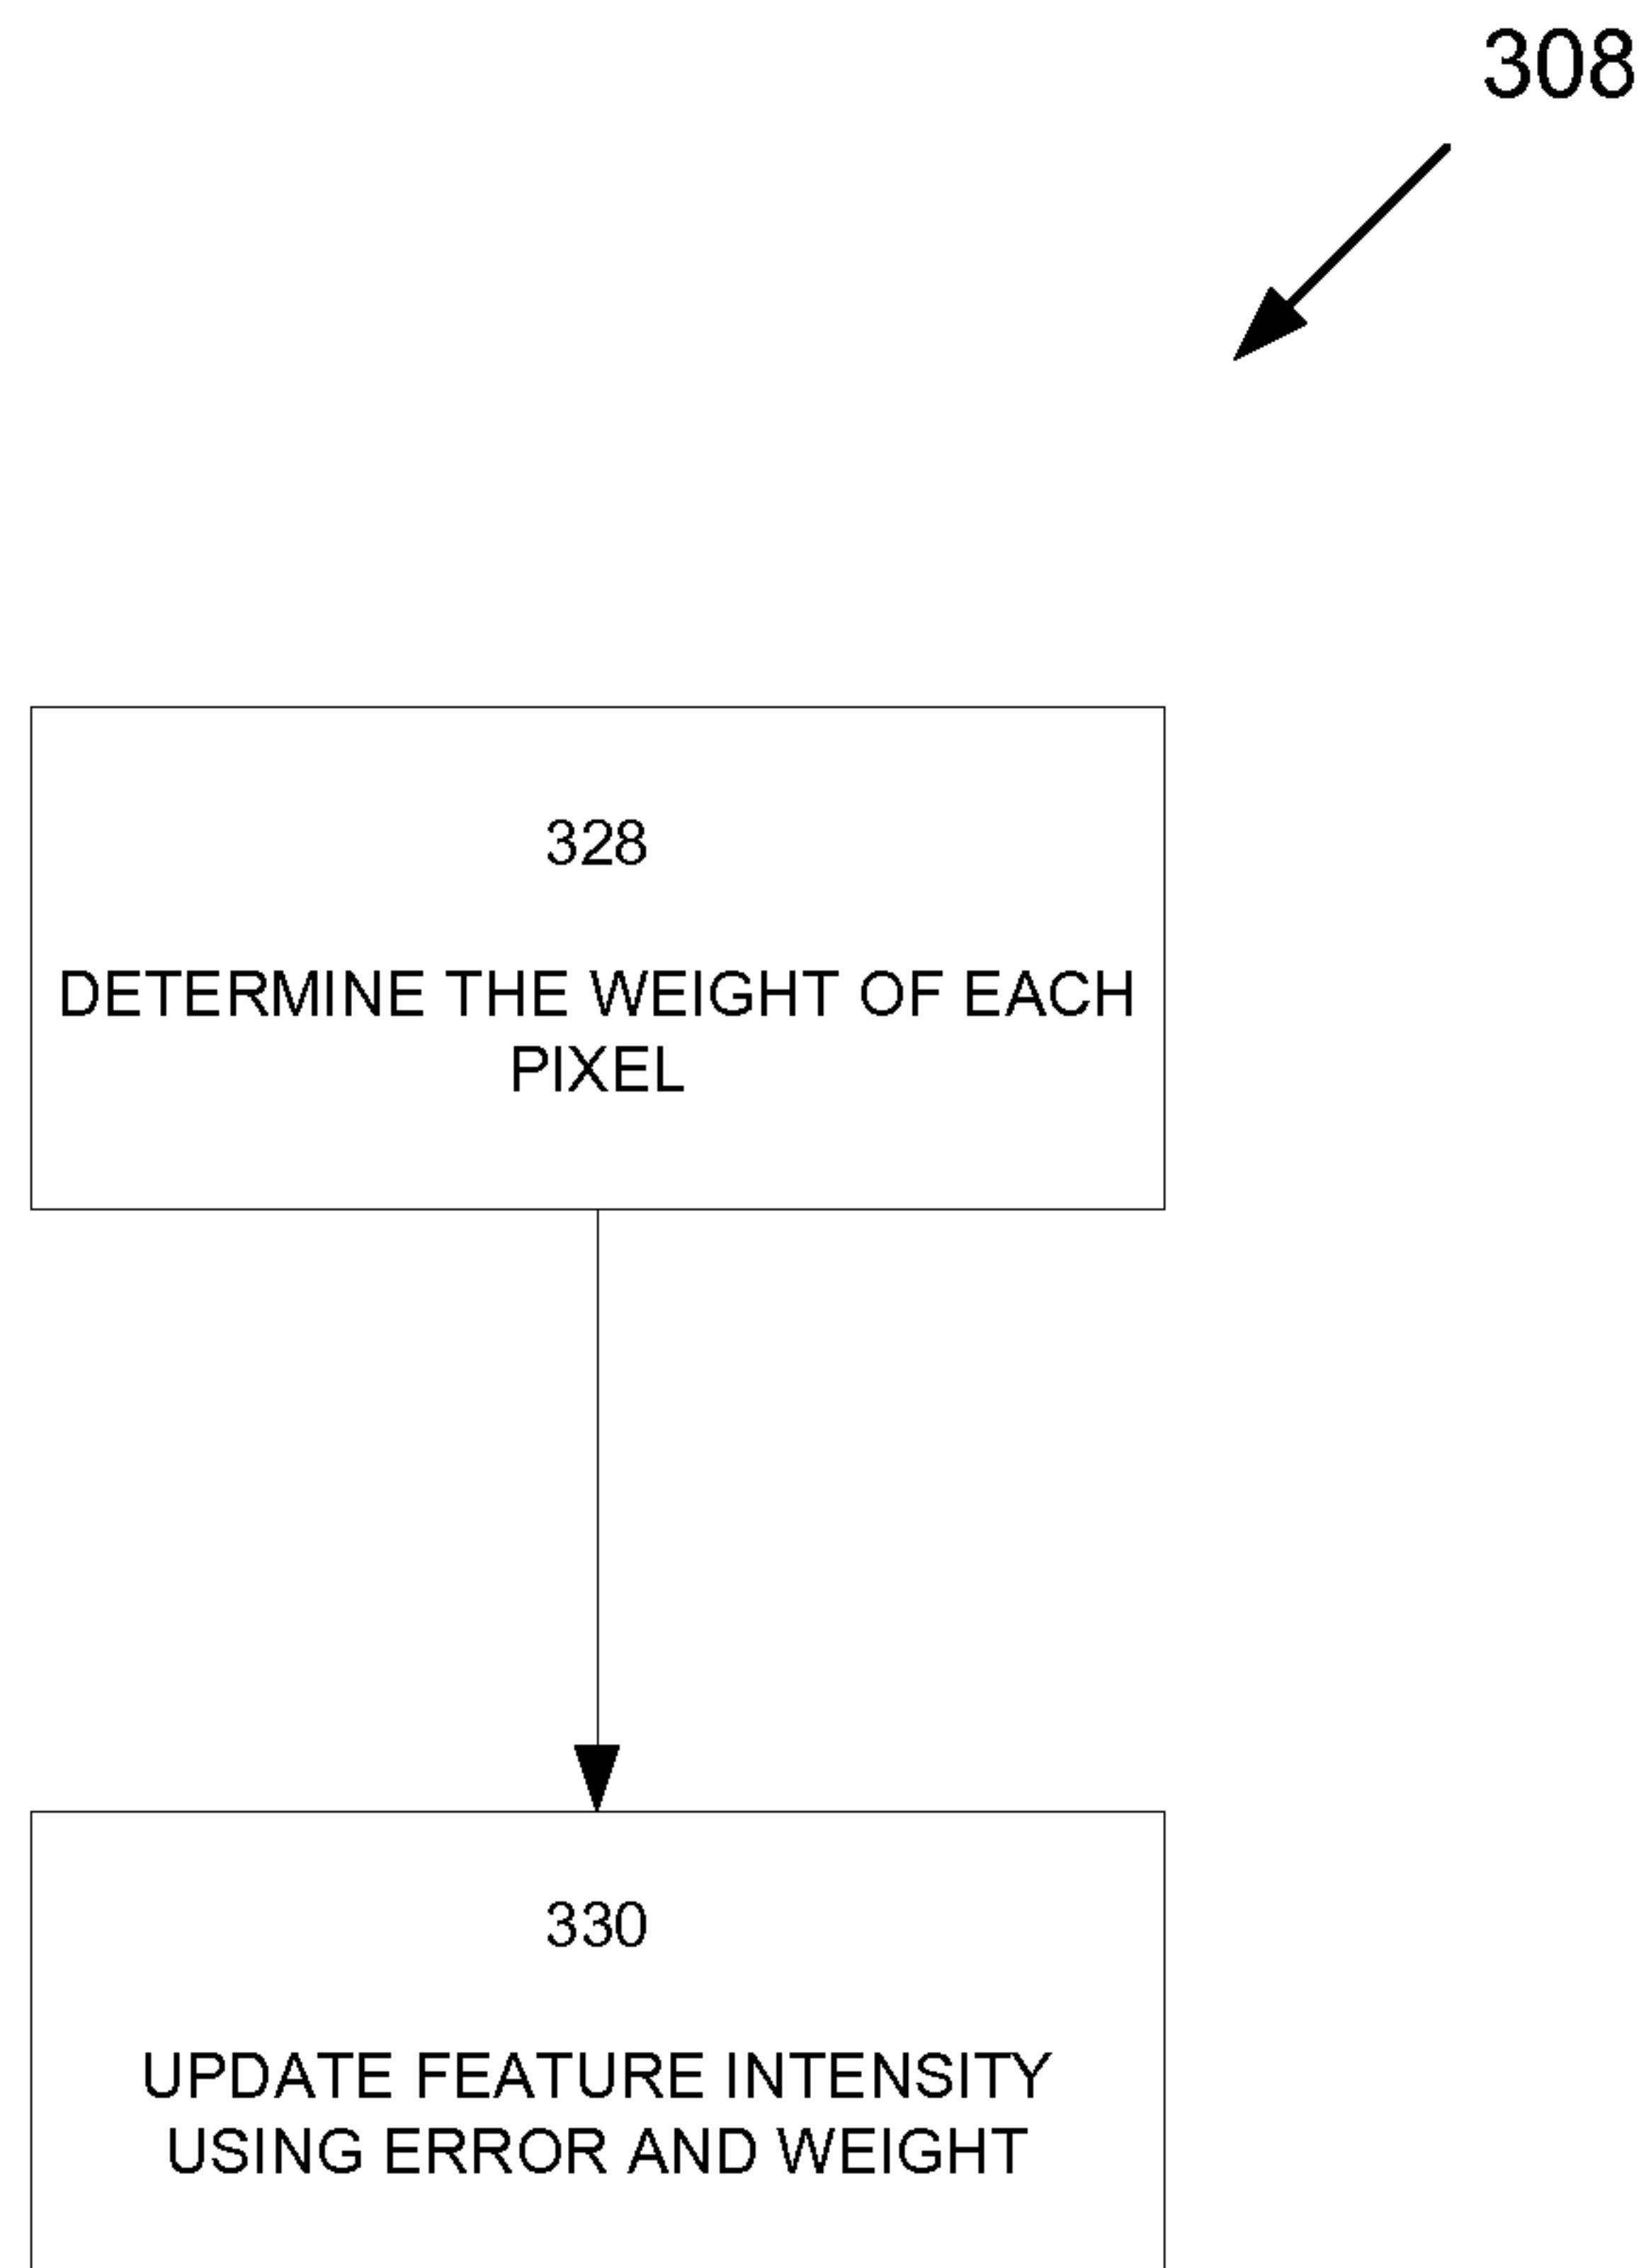 308
328
DETERMINE THE WEIGHT OF EACH
PIXEL
330
UPDATE FEATURE INTENSITY
USING ERROR AND WEIGHT